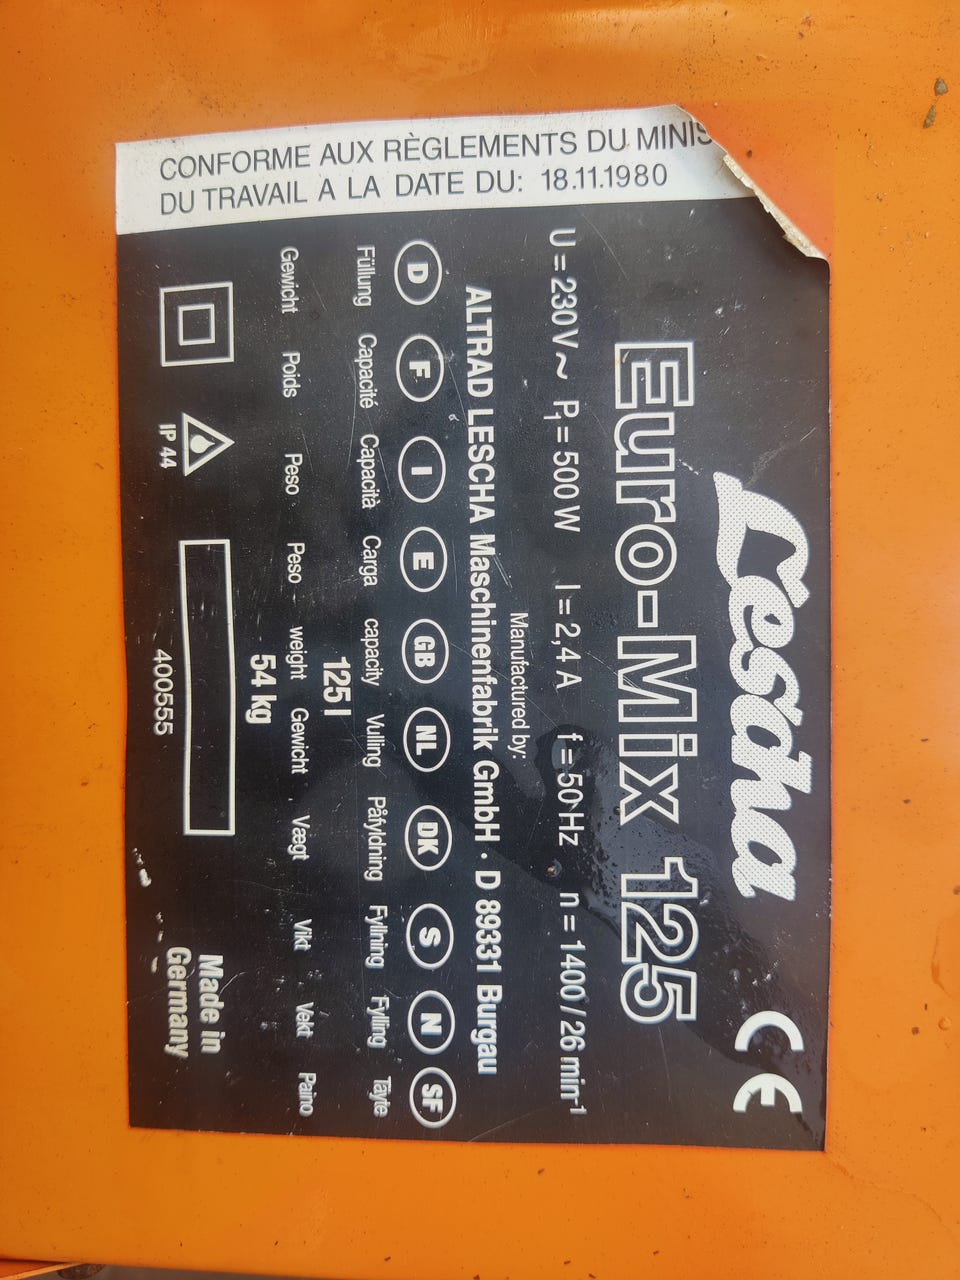 CONFORME AUX RÈGLEMENTS DU MINIS
DU TRAVAIL A LA DATE DU: 18.11.1980
Lescha
CE
Euro-Mix 125
U = 230 V ~ P₁ = 500 W I = 2,4 A f = 50 Hz n = 1400 / 26 min⁻¹
Manufactured by:
ALTRAD LESCHA Maschinenfabrik GmbH · D 89331 Burgau
D F I E GB NL DK S N SF
Füllung Capacité Capacità Carga capacity Vulling Påfyldning Fyllning Fylling Täyte
125 l
Gewicht Poids Peso Peso weight Gewicht Vægt Vikt Vekt Paino
54 kg
IP 44
400555
Made in
Germany